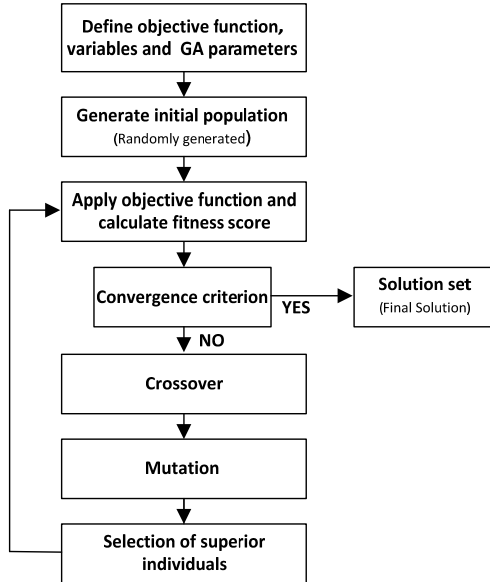 Define objective function,
variables and GA parameters
Generate initial population
(Randomly generated)
Apply objective function and
calculate fitness score
Convergence criterion
YES
Solution set
(Final Solution)
NO
Crossover
Mutation
Selection of superior
individuals